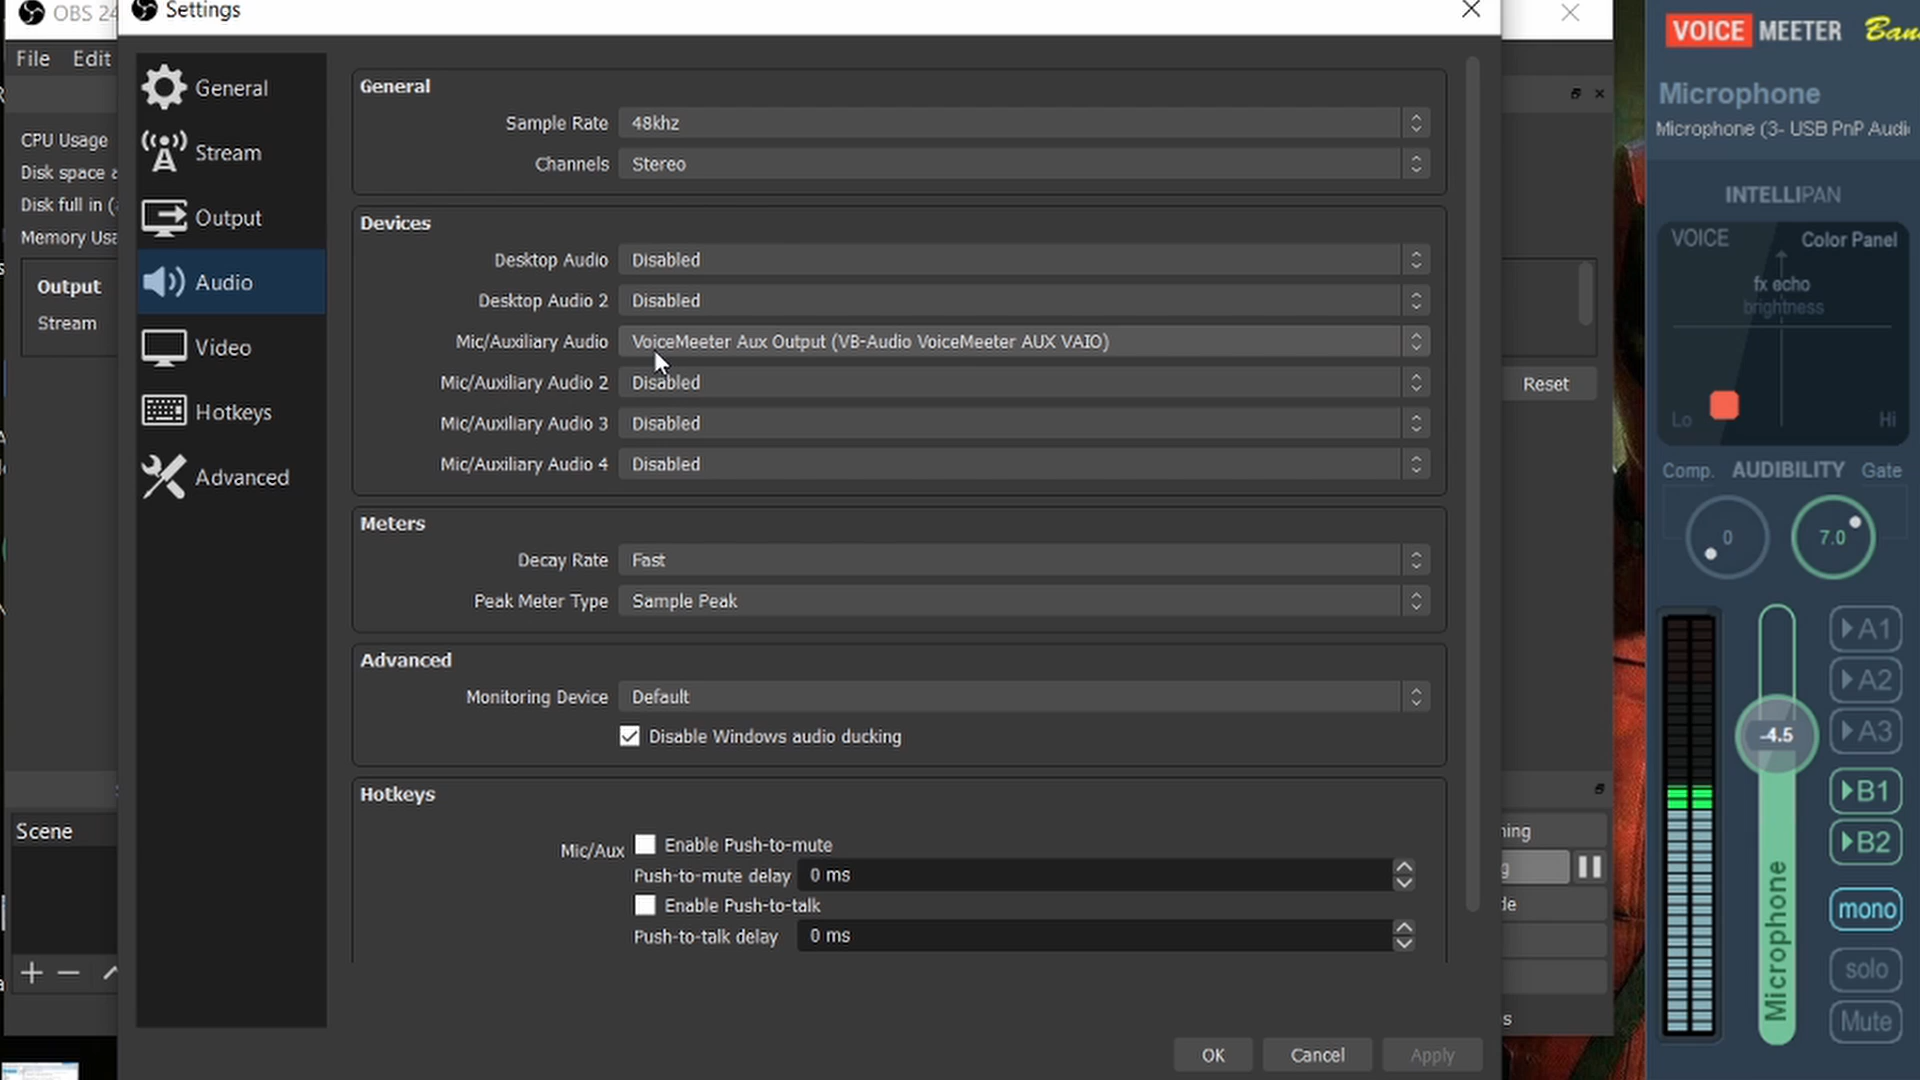 OBS 24
Settings
File Edit
CPU Usage
Disk space a
Disk full in (
Memory Usa
Output
Stream
Scene
General
Stream
Output
Audio
Video
Hotkeys
Advanced
General
Sample Rate 48khz
Channels Stereo
Devices
Desktop Audio Disabled
Desktop Audio 2 Disabled
Mic/Auxiliary Audio VoiceMeeter Aux Output (VB-Audio VoiceMeeter AUX VAIO)
Mic/Auxiliary Audio 2 Disabled
Mic/Auxiliary Audio 3 Disabled
Mic/Auxiliary Audio 4 Disabled
Meters
Decay Rate Fast
Peak Meter Type Sample Peak
Advanced
Monitoring Device Default
Disable Windows audio ducking
Hotkeys
Mic/Aux Enable Push-to-mute
Push-to-mute delay 0 ms
Enable Push-to-talk
Push-to-talk delay 0 ms
OK Cancel Apply
Reset
ning
g
de
s
VOICE MEETER Ban
Microphone
Microphone (3- USB PnP Audi
INTELLIPAN
VOICE Color Panel
fx echo
brightness
Lo Hi
Comp. AUDIBILITY Gate
0 7.0
A1
A2
A3
-4.5
B1
B2
mono
solo
Mute
Microphone